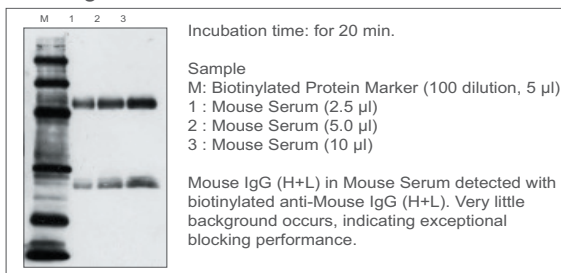 M 1 2 3
Incubation time: for 20 min.
Sample
M: Biotinylated Protein Marker (100 dilution, 5 µl)
1 : Mouse Serum (2.5 µl)
2 : Mouse Serum (5.0 µl)
3 : Mouse Serum (10 µl)
Mouse IgG (H+L) in Mouse Serum detected with
biotinylated anti-Mouse IgG (H+L). Very little
background occurs, indicating exceptional
blocking performance.